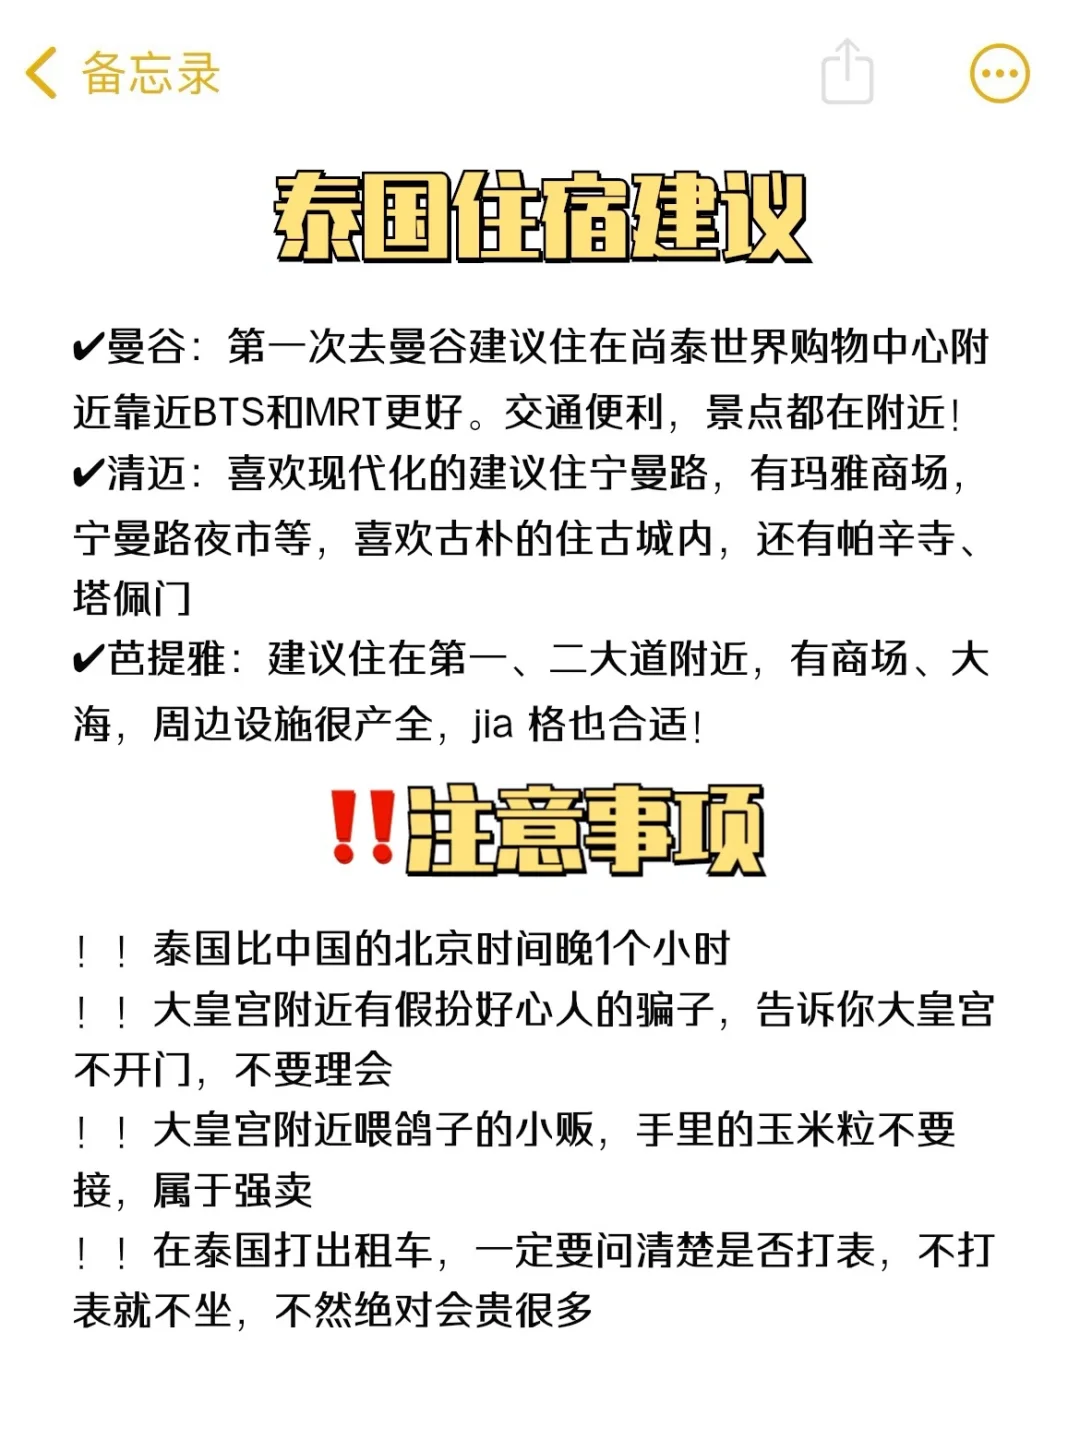 备忘录
泰国住宿建议
✔曼谷：第一次去曼谷建议住在尚泰世界购物中心附
近靠近BTS和MRT更好。交通便利，景点都在附近！
✔清迈：喜欢现代化的建议住宁曼路，有玛雅商场，
宁曼路夜市等，喜欢古朴的住古城内，还有帕辛寺、
塔佩门
✔芭提雅：建议住在第一、二大道附近，有商场、大
海，周边设施很产全，jia 格也合适！
‼️注意事项
！！泰国比中国的北京时间晚1个小时
！！大皇宫附近有假扮好心人的骗子，告诉你大皇宫
不开门，不要理会
！！大皇宫附近喂鸽子的小贩，手里的玉米粒不要
接，属于强卖
！！在泰国打出租车，一定要问清楚是否打表，不打
表就不坐，不然绝对会贵很多